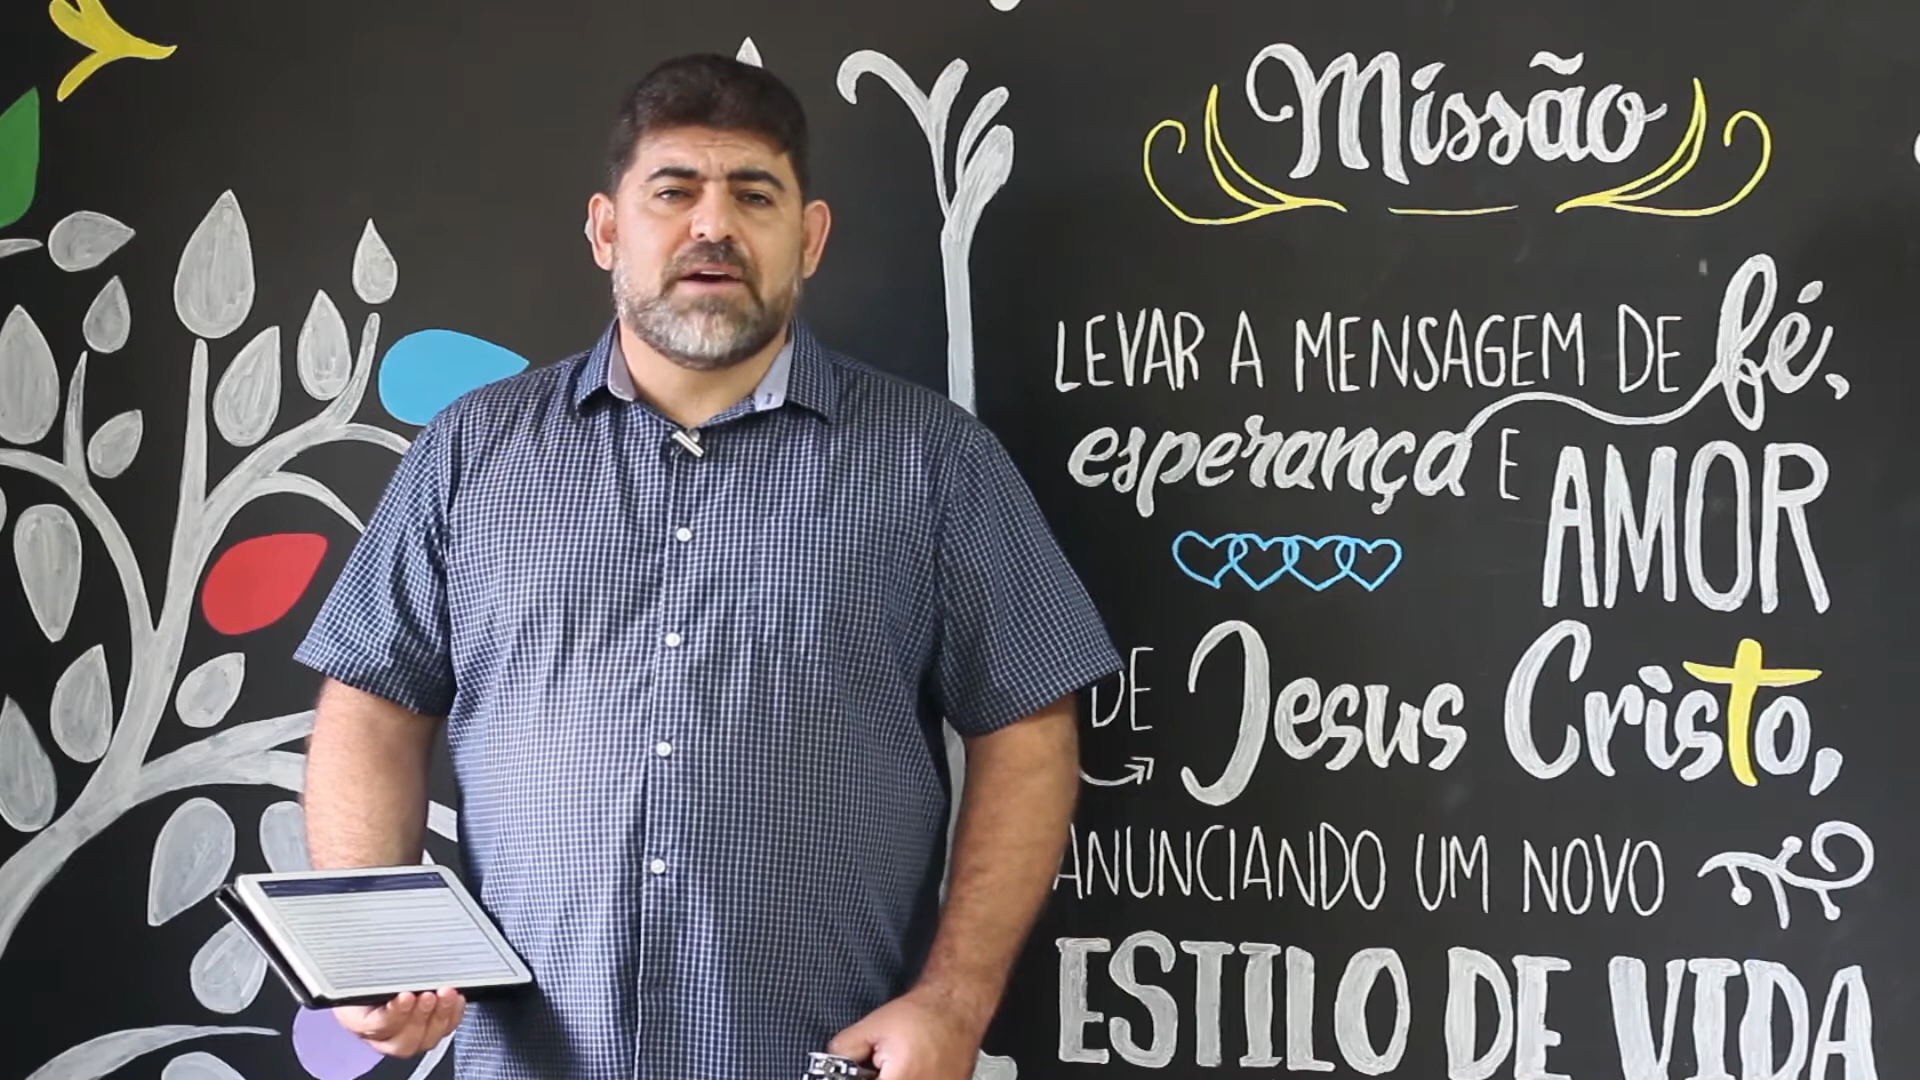 Missão
LEVAR A MENSAGEM DE fé,
esperança E AMOR
DE Jesus Cristo,
ANUNCIANDO UM NOVO
ESTILO DE VIDA